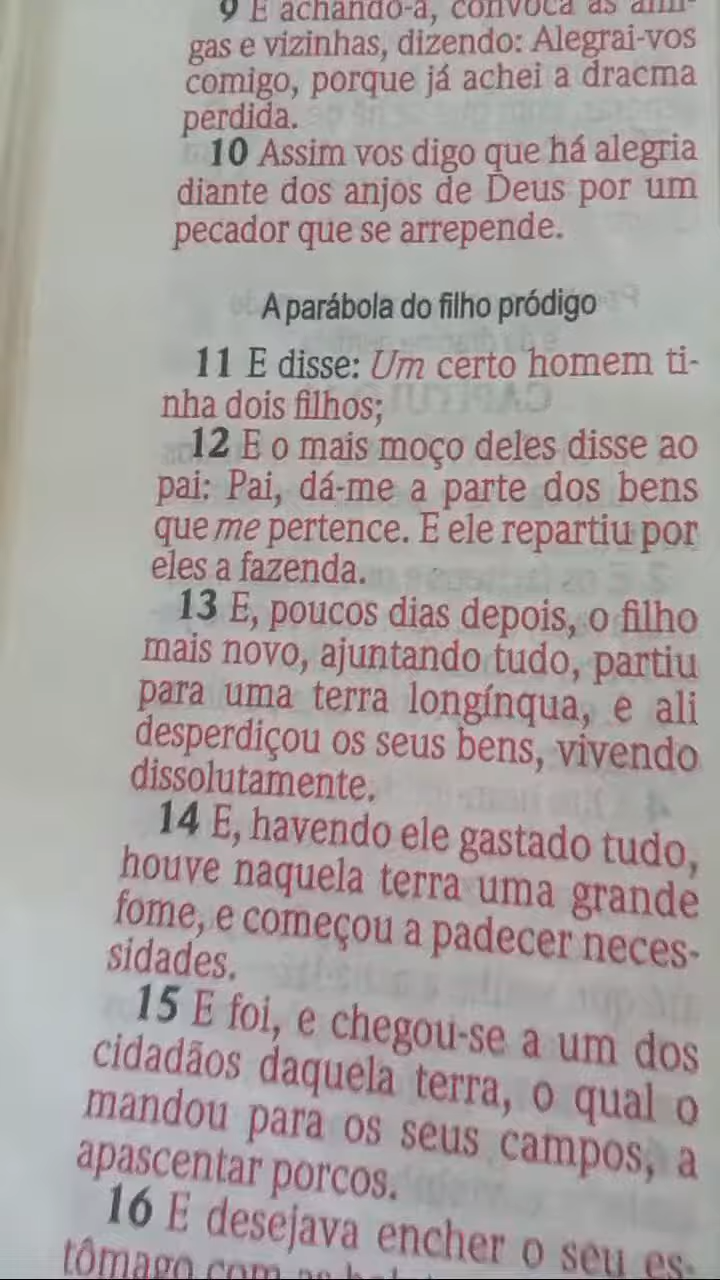 9 E achando-a, convoca as ami-
gas e vizinhas, dizendo: Alegrai-vos
comigo, porque já achei a dracma
perdida.
10 Assim vos digo que há alegria
diante dos anjos de Deus por um
pecador que se arrepende.
A parábola do filho pródigo
11 E disse: Um certo homem ti-
nha dois filhos;
12 E o mais moço deles disse ao
pai: Pai, dá-me a parte dos bens
que me pertence. E ele repartiu por
eles a fazenda.
13 E, poucos dias depois, o filho
mais novo, ajuntando tudo, partiu
para uma terra longínqua, e ali
desperdiçou os seus bens, vivendo
dissolutamente.
14 E, havendo ele gastado tudo,
houve naquela terra uma grande
fome, e começou a padecer neces-
sidades.
15 E foi, e chegou-se a um dos
cidadãos daquela terra, o qual o
mandou para os seus campos, a
apascentar porcos.
16 E desejava encher o seu es-
tômago com as